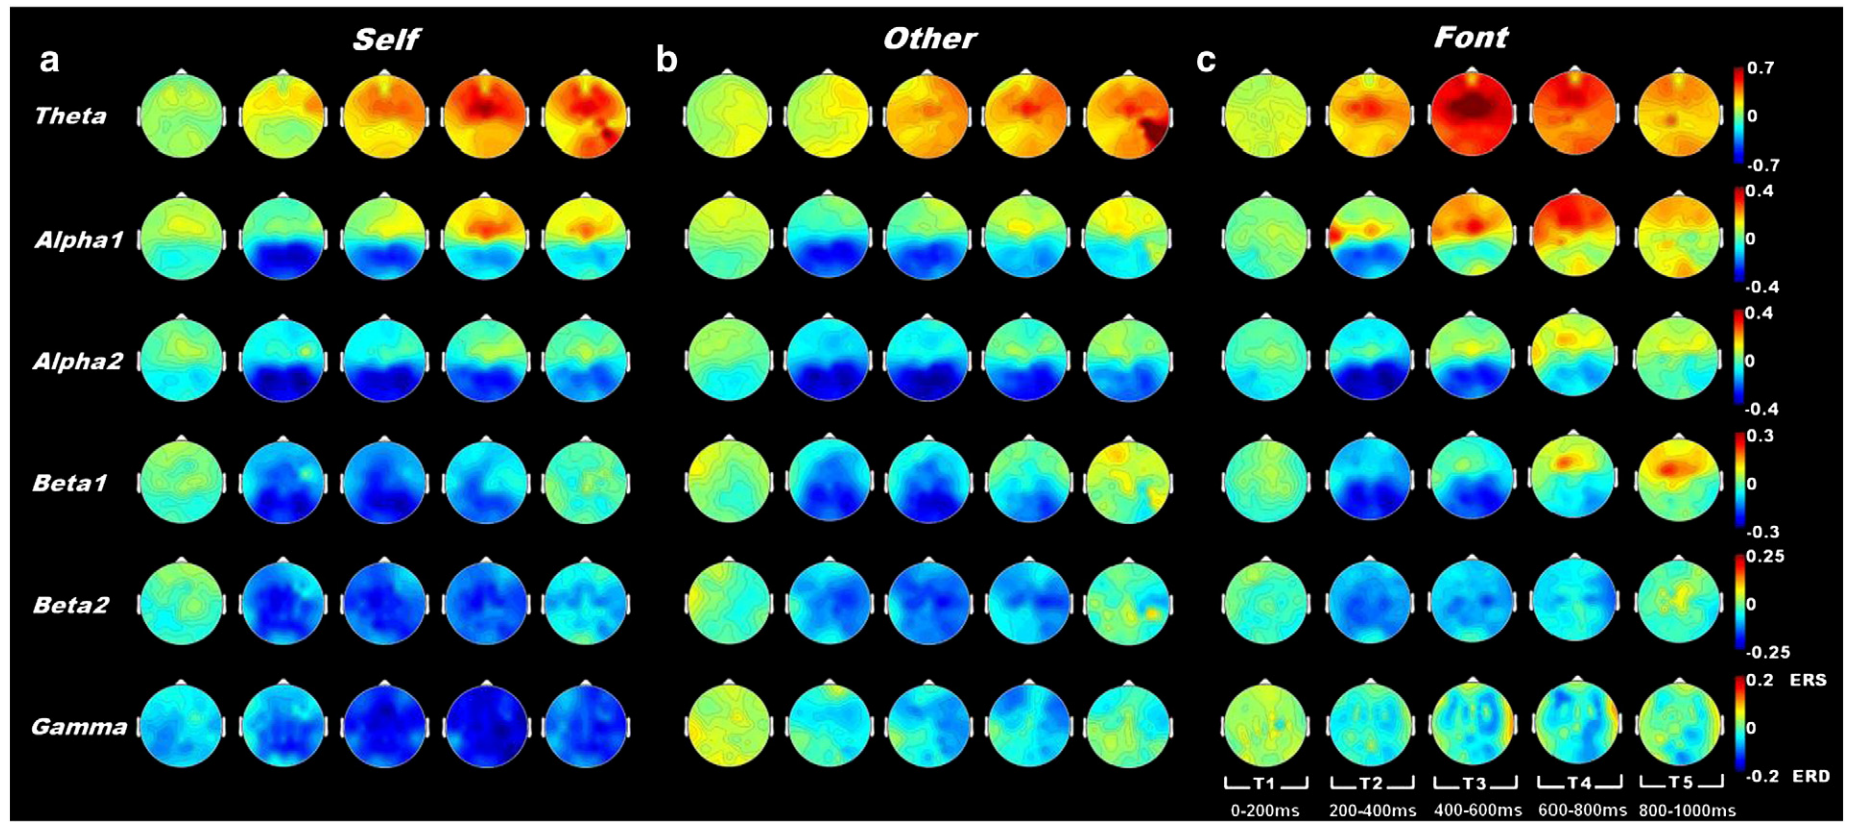 a Self b Other c Font
Theta 0.7
0
-0.7
Alpha1 0.4
0
-0.4
Alpha2 0.4
0
-0.4
Beta1 0.3
0
-0.3
Beta2 0.25
0
-0.25
Gamma 0.2 ERS
0
-0.2 ERD
T1 T2 T3 T4 T5
0-200ms 200-400ms 400-600ms 600-800ms 800-1000ms